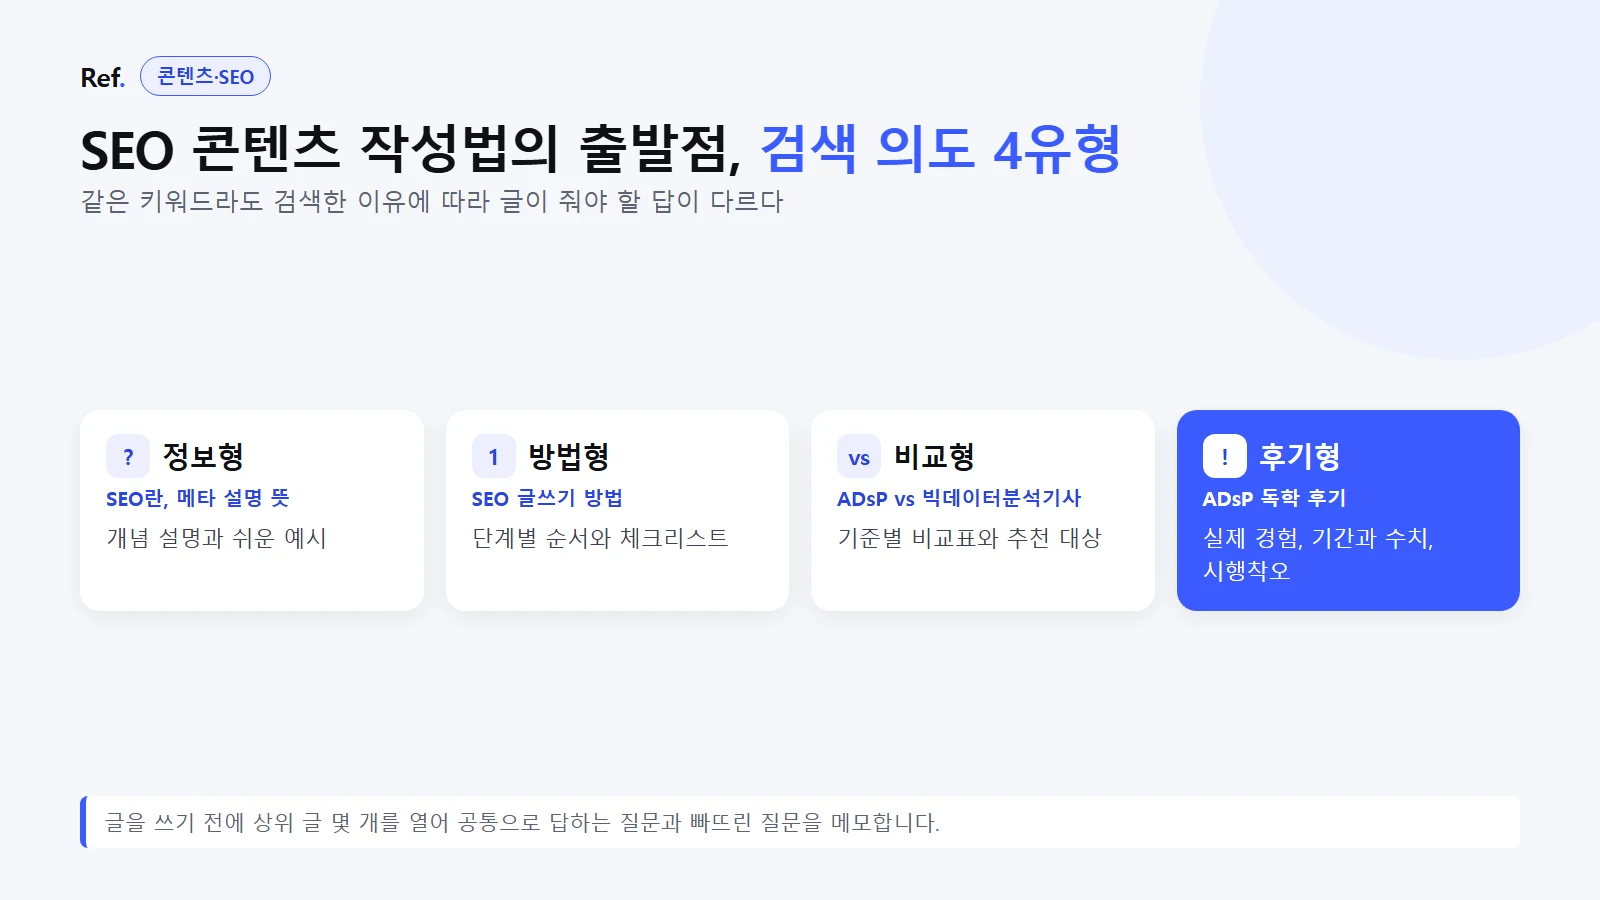 Ref.
콘텐츠·SEO
SEO 콘텐츠 작성법의 출발점, 검색 의도 4유형
같은 키워드라도 검색한 이유에 따라 글이 줘야 할 답이 다르다
? 정보형
SEO란, 메타 설명 뜻
개념 설명과 쉬운 예시
1 방법형
SEO 글쓰기 방법
단계별 순서와 체크리스트
vs 비교형
ADsP vs 빅데이터분석기사
기준별 비교표와 추천 대상
! 후기형
ADsP 독학 후기
실제 경험, 기간과 수치,
시행착오
글을 쓰기 전에 상위 글 몇 개를 열어 공통으로 답하는 질문과 빠뜨린 질문을 메모합니다.